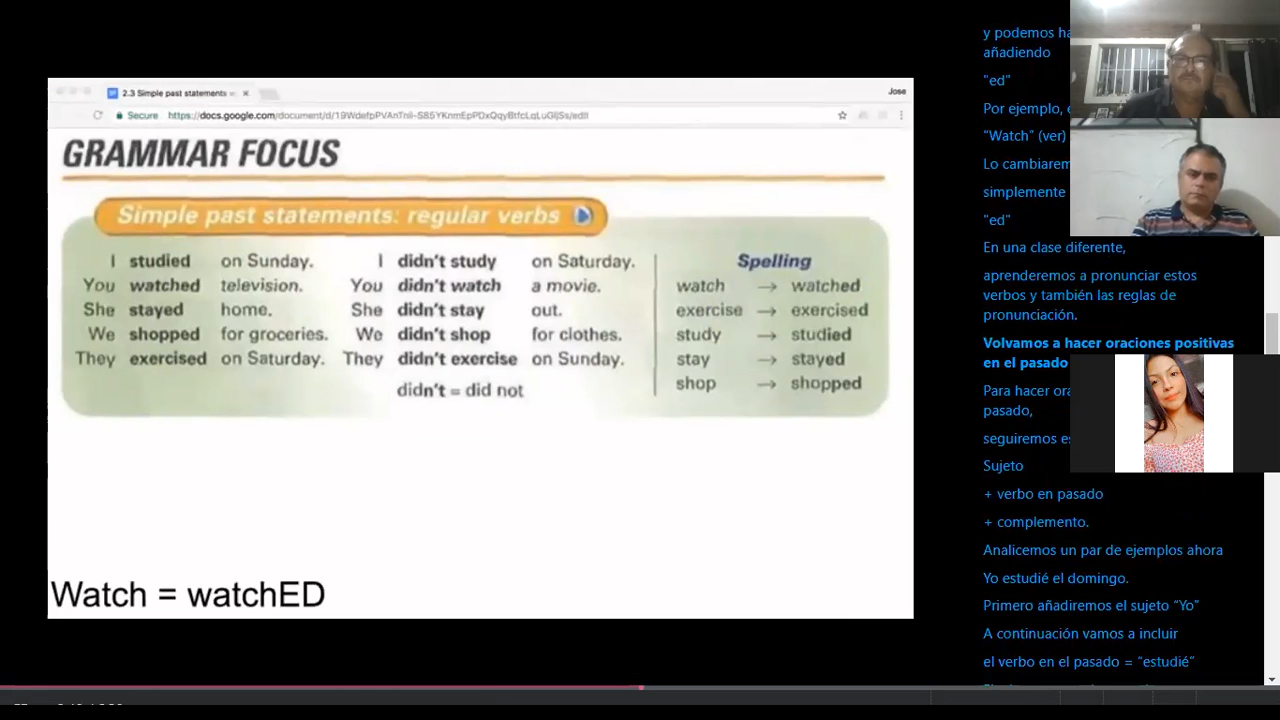 2.3 Simple past statements
Jose
Secure
GRAMMAR FOCUS
Simple past statements: regular verbs
I studied on Sunday. I didn't study on Saturday.
You watched television. You didn't watch a movie.
She stayed home. She didn't stay out.
We shopped for groceries. We didn't shop for clothes.
They exercised on Saturday. They didn't exercise on Sunday.
didn't = did not
Spelling
watch → watched
exercise → exercised
study → studied
stay → stayed
shop → shopped
Watch = watchED
y podemos
añadiendo
"ed"
Por ejemplo,
“Watch” (ver)
Lo cambiarem
simplemente
"ed"
En una clase diferente,
aprenderemos a pronunciar estos
verbos y también las reglas de
pronunciación.
Volvamos a hacer oraciones positivas
en el pasado
Para hacer
pasado,
seguiremos
Sujeto
+ verbo en pasado
+ complemento.
Analicemos un par de ejemplos ahora
Yo estudié el domingo.
Primero añadiremos el sujeto “Yo"
A continuación vamos a incluir
el verbo en el pasado = “estudié”